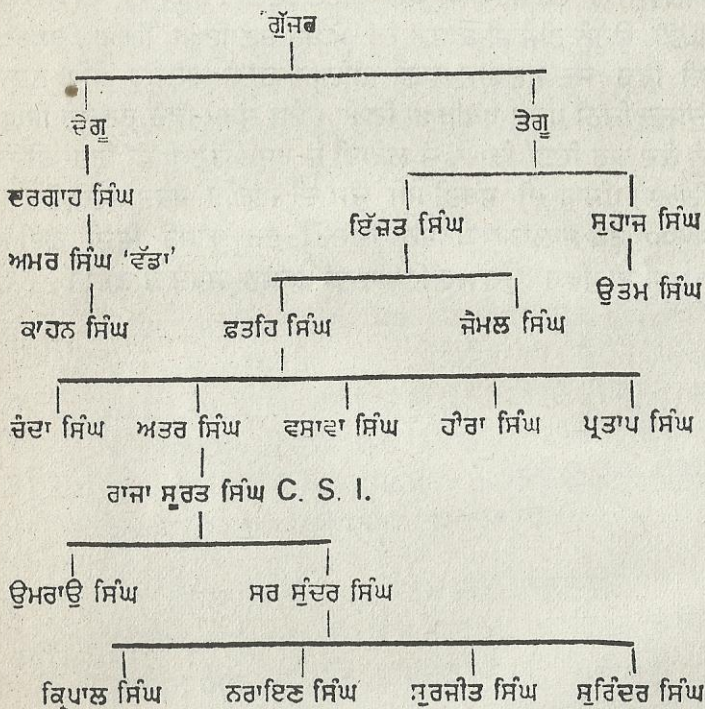 ਗੁੱਜਰ
ਦੇਗੂ ਤੇਗੂ
ਦਰਗਾਹ ਸਿੰਘ
ਇੱਜ਼ਤ ਸਿੰਘ ਸੁਹਾਜ ਸਿੰਘ
ਅਮਰ ਸਿੰਘ ‘ਵੱਡਾ’
ਉਤਮ ਸਿੰਘ
ਕਾਹਨ ਸਿੰਘ ਫ਼ਤਹਿ ਸਿੰਘ ਜੈਮਲ ਸਿੰਘ
ਚੰਦਾ ਸਿੰਘ ਅਤਰ ਸਿੰਘ ਵਸਾਵਾ ਸਿੰਘ ਹੀਰਾ ਸਿੰਘ ਪ੍ਰਤਾਪ ਸਿੰਘ
ਰਾਜਾ ਸੂਰਤ ਸਿੰਘ C. S. I.
ਉਮਰਾਉ ਸਿੰਘ ਸਰ ਸੁੰਦਰ ਸਿੰਘ
ਕ੍ਰਿਪਾਲ ਸਿੰਘ ਨਰਾਇਣ ਸਿੰਘ ਸੁਰਜੀਤ ਸਿੰਘ ਸੁਰਿੰਦਰ ਸਿੰਘ